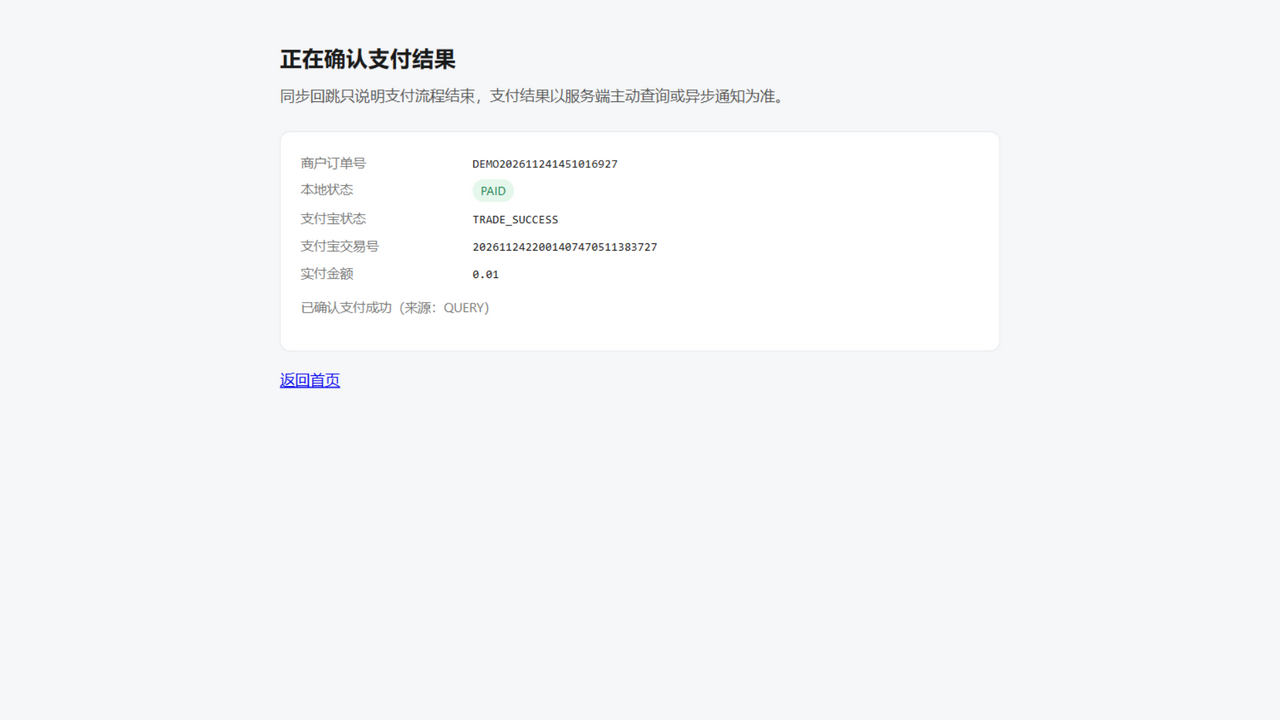 正在确认支付结果
同步回跳只说明支付流程结束，支付结果以服务端主动查询或异步通知为准。
商户订单号 DEMO202611241451016927
本地状态 PAID
支付宝状态 TRADE_SUCCESS
支付宝交易号 2026112422001407470511383727
实付金额 0.01
已确认支付成功（来源：QUERY）
返回首页